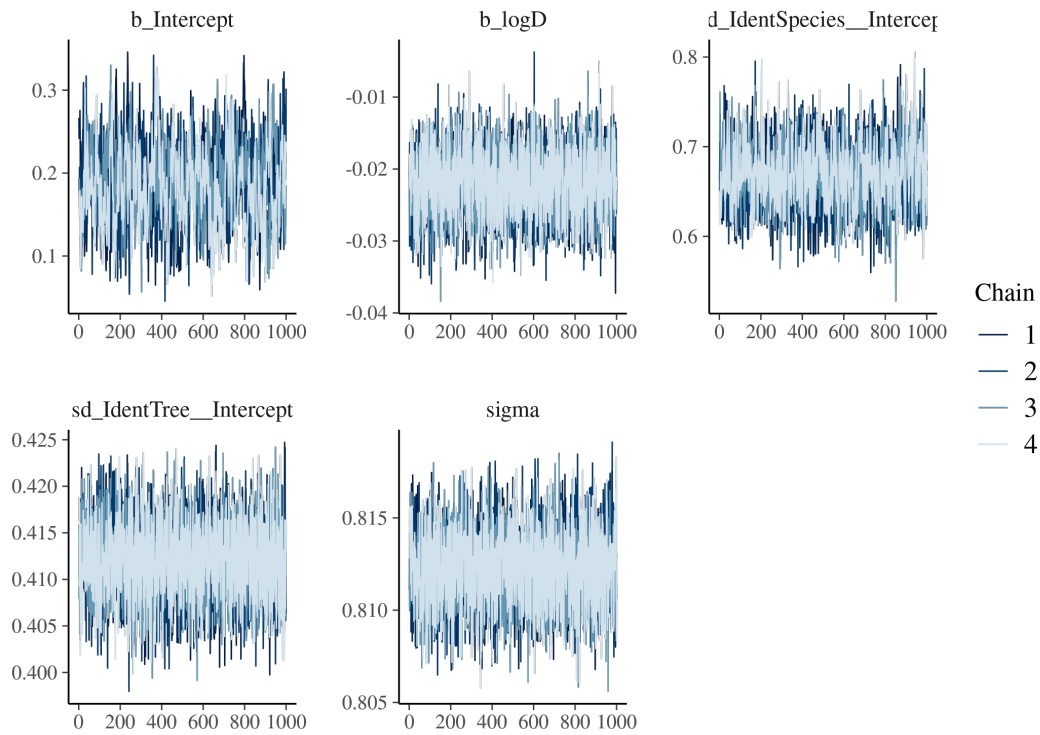 b_Intercept
b_logD
d_IdentSpecies__Intercep
0.3
0.2
0.1
0 200 400 600 800 1000
-0.01
-0.02
-0.03
-0.04
0 200 400 600 800 1000
0.8
0.7
0.6
0 200 400 600 800 1000
Chain
1
2
3
4
sd_IdentTree__Intercept
sigma
0.425
0.420
0.415
0.410
0.405
0.400
0 200 400 600 800 1000
0.815
0.810
0.805
0 200 400 600 800 1000